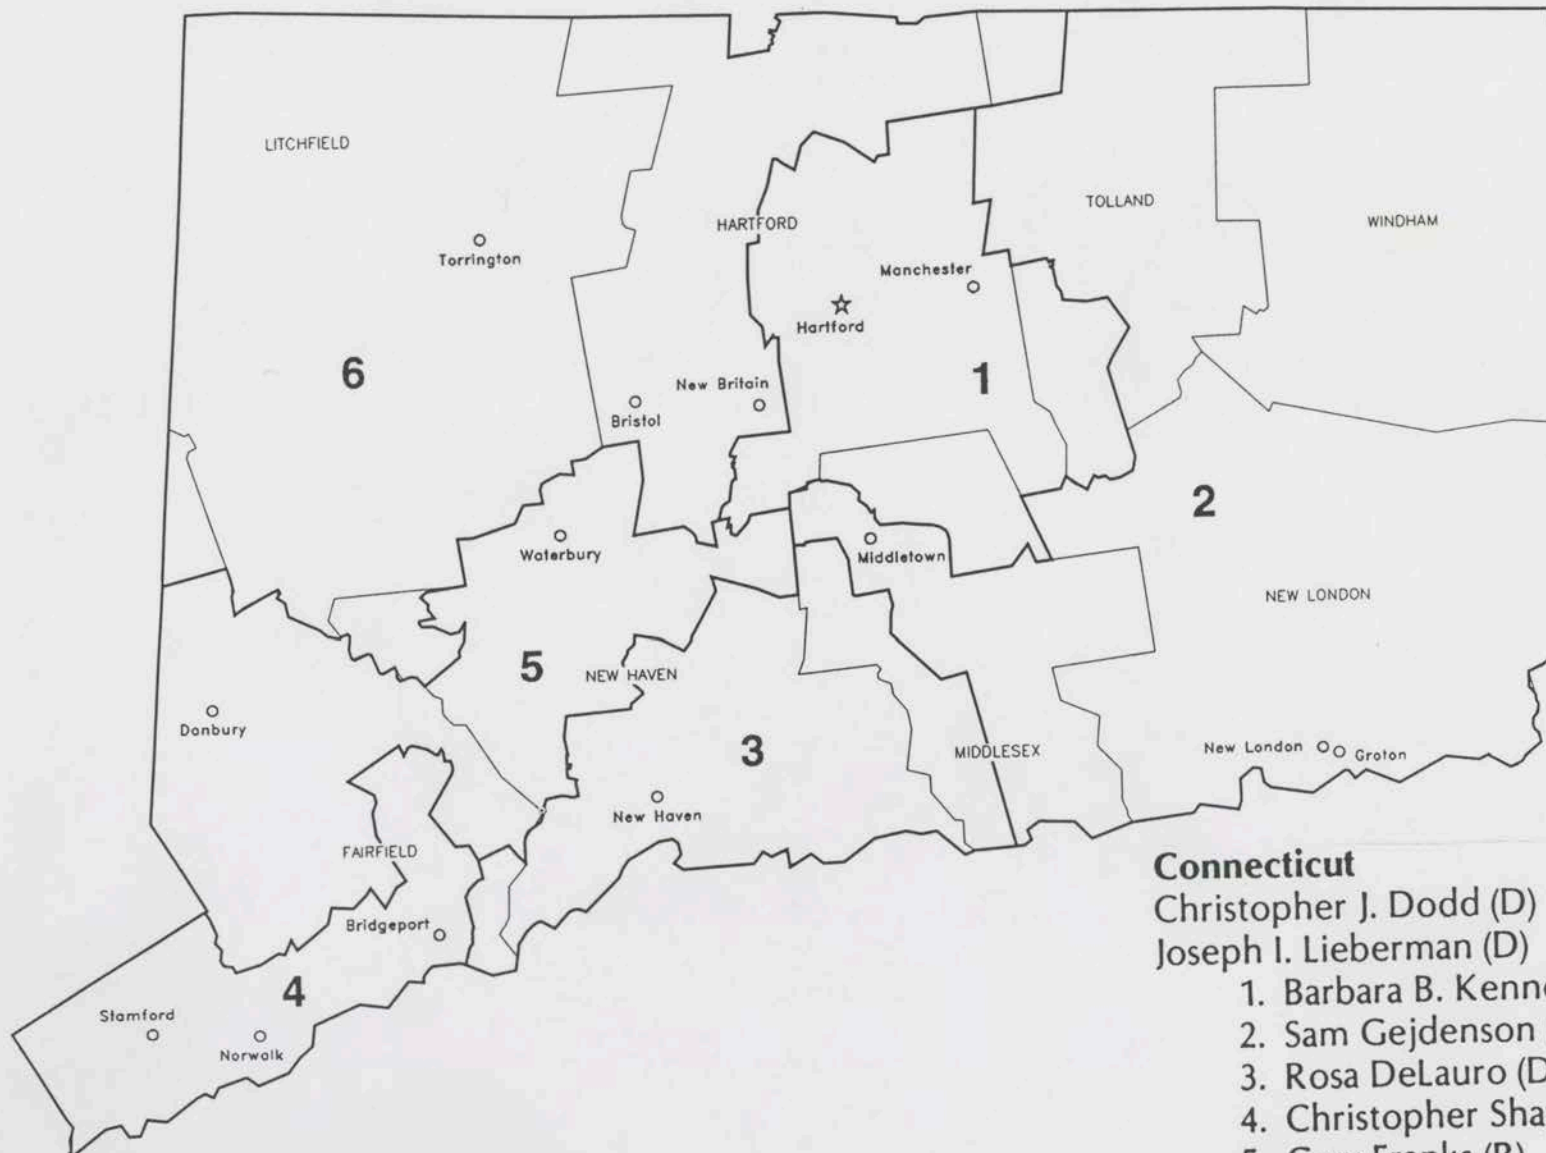 LITCHFIELD
HARTFORD
TOLLAND
WINDHAM
Torrington
Manchester
Hartford
6
1
New Britain
Bristol
2
Waterbury
Middletown
NEW LONDON
5
NEW HAVEN
Danbury
3
MIDDLESEX
New London
Groton
New Haven
FAIRFIELD
Bridgeport
4
Stamford
Norwalk
Connecticut
Christopher J. Dodd (D)
Joseph I. Lieberman (D)
1. Barbara B.
2. Sam Gejdenson
3. Rosa DeLauro (D
4. Christopher